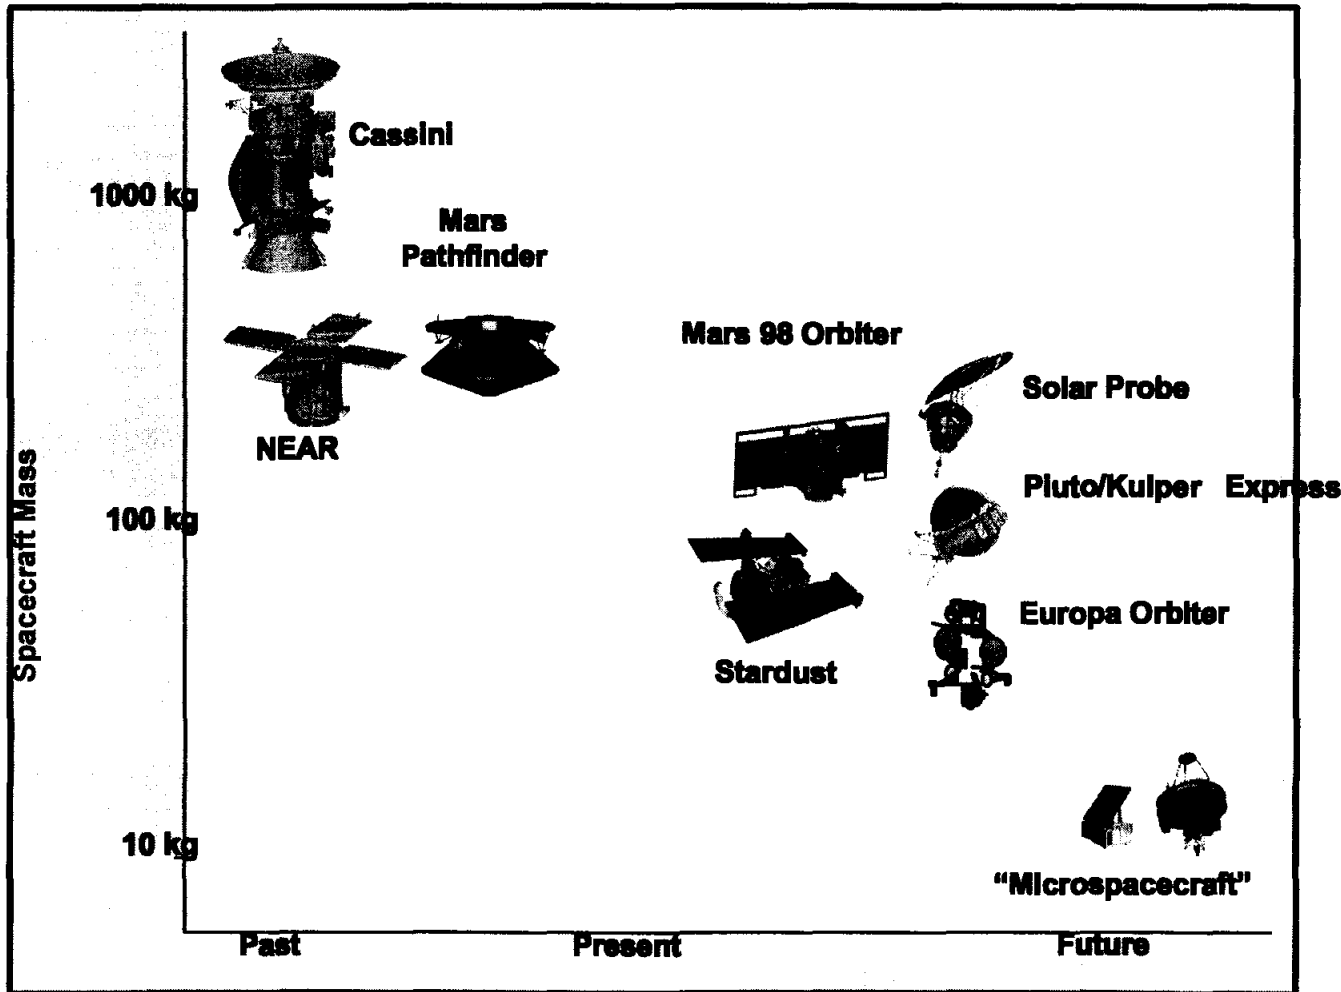 Cassini
1000 kg
Mars
Pathfinder
Mars 98 Orbiter
Solar Probe
NEAR
Spacecraft Mass
Pluto/Kuiper Express
100 kg
Europa Orbiter
Stardust
10 kg
“Microspacecraft”
Past Present Future